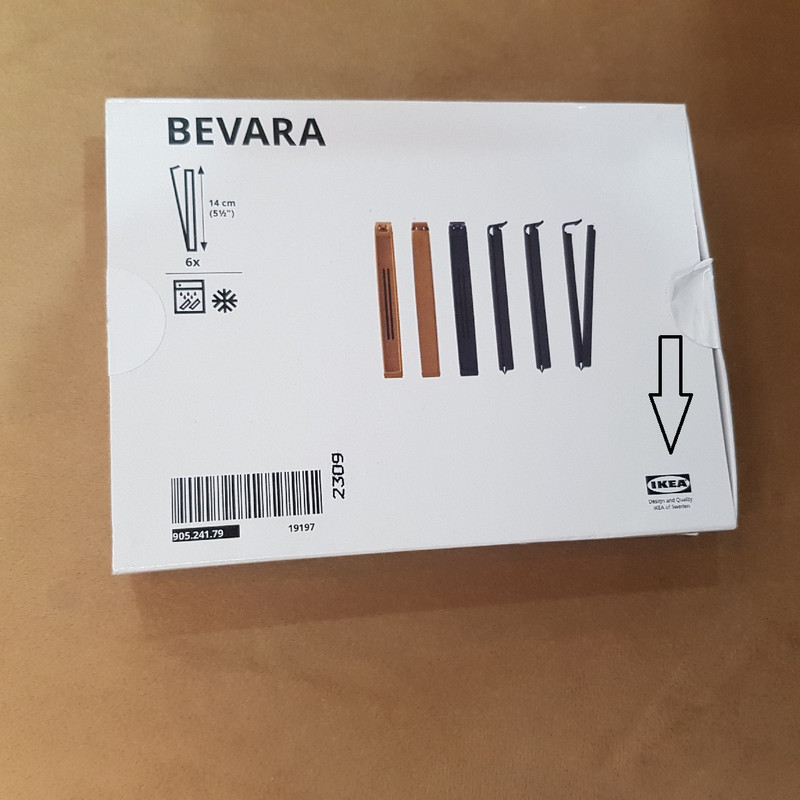 BEVARA
14 cm
(5½")
6x
2309
905.241.79
19197
IKEA
Design and Quality
IKEA of Sweden